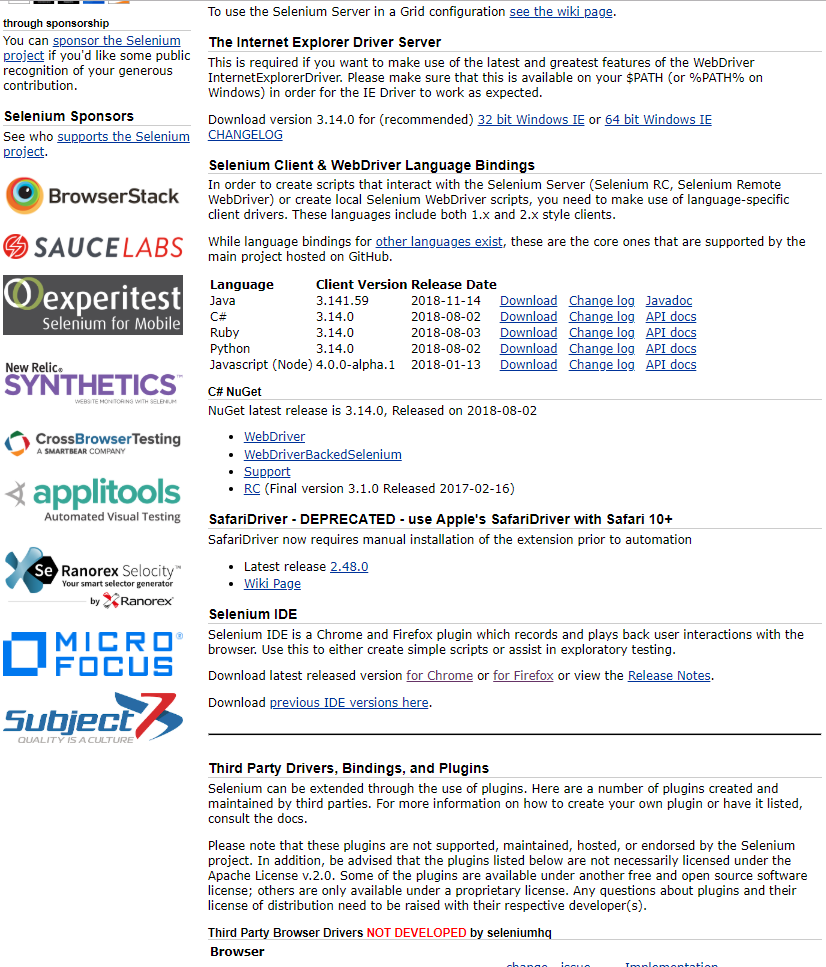 through sponsorship
You can sponsor the Selenium
project if you'd like some public
recognition of your generous
contribution.
Selenium Sponsors
See who supports the Selenium
project.
BrowserStack
SAUCELABS
experitest
Selenium for Mobile
New Relic®
SYNTHETICS™
WEBSITE MONITORING WITH SELENIUM
CrossBrowserTesting
A SMARTBEAR COMPANY
applitools
Automated Visual Testing
Se Ranorex Selocity™
Your smart selector generator
by Ranorex®
MICRO®
FOCUS
Subject7
QUALITY IS A CULTURE
To use the Selenium Server in a Grid configuration see the wiki page.
The Internet Explorer Driver Server
This is required if you want to make use of the latest and greatest features of the WebDriver
InternetExplorerDriver. Please make sure that this is available on your $PATH (or %PATH% on
Windows) in order for the IE Driver to work as expected.
Download version 3.14.0 for (recommended) 32 bit Windows IE or 64 bit Windows IE
CHANGELOG
Selenium Client & WebDriver Language Bindings
In order to create scripts that interact with the Selenium Server (Selenium RC, Selenium Remote
WebDriver) or create local Selenium WebDriver scripts, you need to make use of language-specific
client drivers. These languages include both 1.x and 2.x style clients.
While language bindings for other languages exist, these are the core ones that are supported by the
main project hosted on GitHub.
Language Client Version Release Date
Java 3.141.59 2018-11-14 Download Change log Javadoc
C# 3.14.0 2018-08-02 Download Change log API docs
Ruby 3.14.0 2018-08-03 Download Change log API docs
Python 3.14.0 2018-08-02 Download Change log API docs
Javascript (Node) 4.0.0-alpha.1 2018-01-13 Download Change log API docs
C# NuGet
NuGet latest release is 3.14.0, Released on 2018-08-02
• WebDriver
• WebDriverBackedSelenium
• Support
• RC (Final version 3.1.0 Released 2017-02-16)
SafariDriver - DEPRECATED - use Apple's SafariDriver with Safari 10+
SafariDriver now requires manual installation of the extension prior to automation
• Latest release 2.48.0
• Wiki Page
Selenium IDE
Selenium IDE is a Chrome and Firefox plugin which records and plays back user interactions with the
browser. Use this to either create simple scripts or assist in exploratory testing.
Download latest released version for Chrome or for Firefox or view the Release Notes.
Download previous IDE versions here.
Third Party Drivers, Bindings, and Plugins
Selenium can be extended through the use of plugins. Here are a number of plugins created and
maintained by third parties. For more information on how to create your own plugin or have it listed,
consult the docs.
Please note that these plugins are not supported, maintained, hosted, or endorsed by the Selenium
project. In addition, be advised that the plugins listed below are not necessarily licensed under the
Apache License v.2.0. Some of the plugins are available under another free and open source software
license; others are only available under a proprietary license. Any questions about plugins and their
license of distribution need to be raised with their respective developer(s).
Third Party Browser Drivers NOT DEVELOPED by seleniumhq
Browser
change issue Implementation